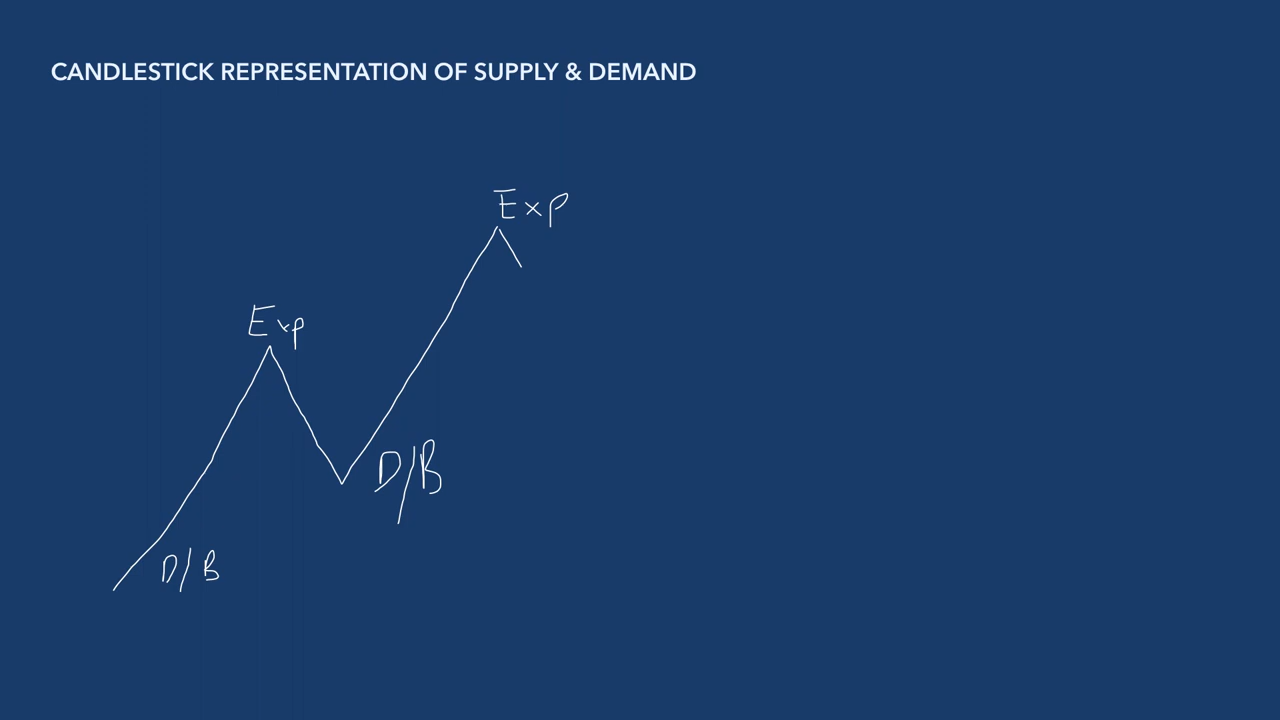 CANDLESTICK REPRESENTATION OF SUPPLY & DEMAND
Exp
Exp
D/B
D/B